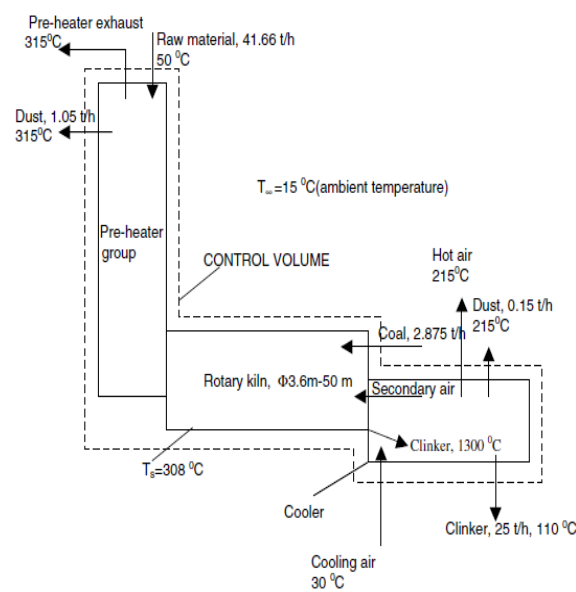 Pre-heater exhaust
315⁰C
Raw material, 41.66 t/h
50 ⁰C
Dust, 1.05 t/h
315⁰C
T∞=15 ⁰C(ambient temperature)
Pre-heater
group
CONTROL VOLUME
Hot air
215⁰C
Dust, 0.15 t/h
215⁰C
Coal, 2.875 t/h
Rotary kiln, Φ3.6m-50 m
Secondary air
Clinker, 1300 ⁰C
Tₛ=308 ⁰C
Cooler
Clinker, 25 t/h, 110 ⁰C
Cooling air
30 ⁰C